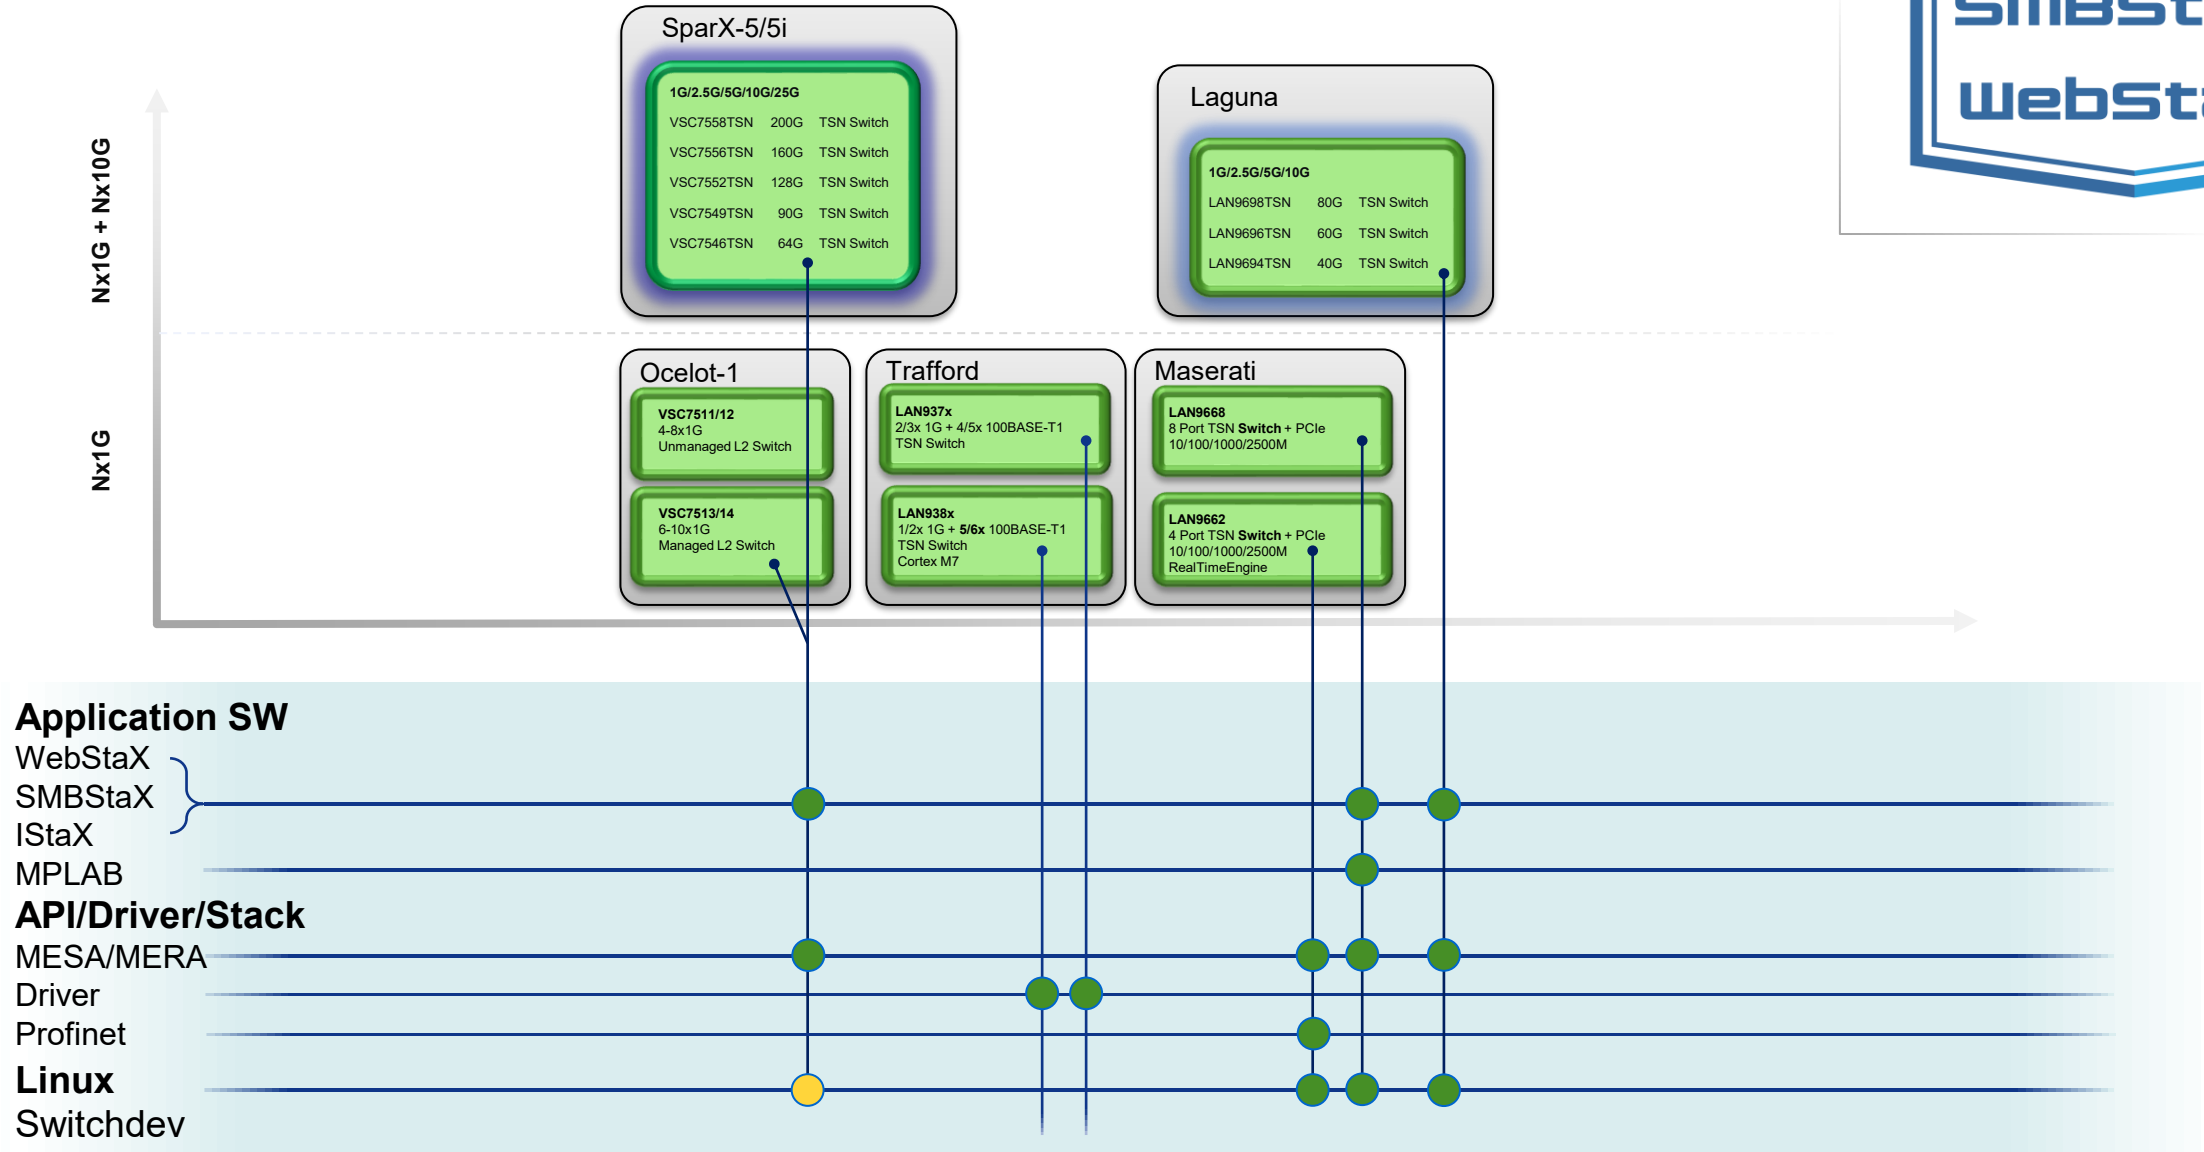 SparX-5/5i
1G/2.5G/5G/10G/25G
VSC7558TSN 200G TSN Switch
VSC7556TSN 160G TSN Switch
VSC7552TSN 128G TSN Switch
VSC7549TSN 90G TSN Switch
VSC7546TSN 64G TSN Switch
Laguna
1G/2.5G/5G/10G
LAN9698TSN 80G TSN Switch
LAN9696TSN 60G TSN Switch
LAN9694TSN 40G TSN Switch
SMBSt
WebSta
Nx1G + Nx10G
Nx1G
Ocelot-1
VSC7511/12
4-8x1G
Unmanaged L2 Switch
VSC7513/14
6-10x1G
Managed L2 Switch
Trafford
LAN937x
2/3x 1G + 4/5x 100BASE-T1
TSN Switch
LAN938x
1/2x 1G + 5/6x 100BASE-T1
TSN Switch
Cortex M7
Maserati
LAN9668
8 Port TSN Switch + PCIe
10/100/1000/2500M
LAN9662
4 Port TSN Switch + PCIe
10/100/1000/2500M
RealTimeEngine
Application SW
WebStaX
SMBStaX
IStaX
MPLAB
API/Driver/Stack
MESA/MERA
Driver
Profinet
Linux
Switchdev